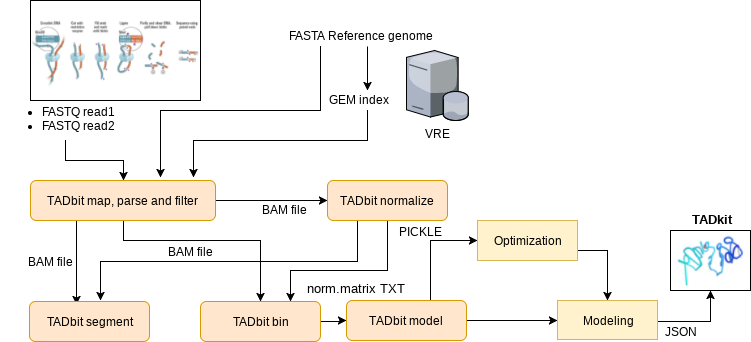 FASTA Reference genome
GEM index
VRE
FASTQ read1
FASTQ read2
TADbit map, parse and filter
BAM file
TADbit normalize
TADkit
BAM file
BAM file
PICKLE
Optimization
norm.matrix TXT
TADbit segment
TADbit bin
TADbit model
Modeling
JSON